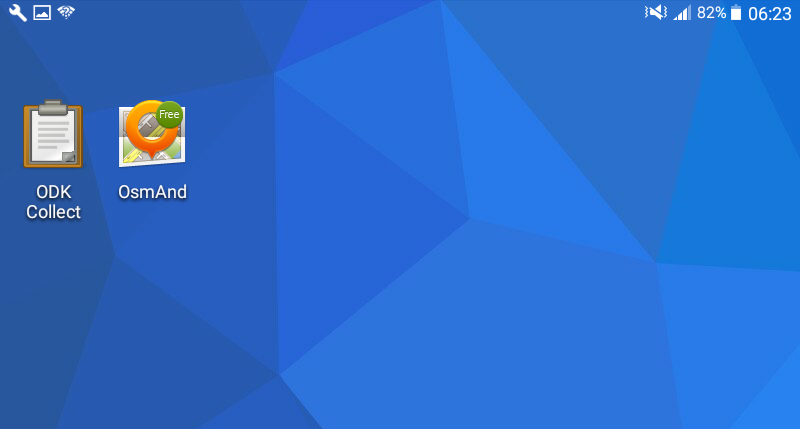 82% 06:23
Free
ODK
Collect
OsmAnd